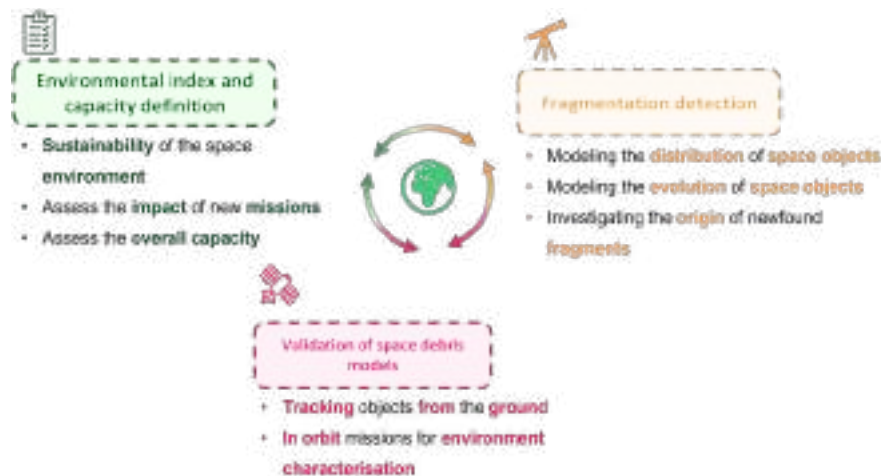 Environmental index and
capacity definition
• Sustainability of the space
environment
• Assess the impact of new missions
• Assess the overall capacity
Fragmentation detection
• Modeling the distribution of space objects
• Modeling the evolution of space objects
• Investigating the origin of newfound
fragments
Validation of space debris
models
• Tracking objects from the ground
• In orbit missions for environment
characterisation